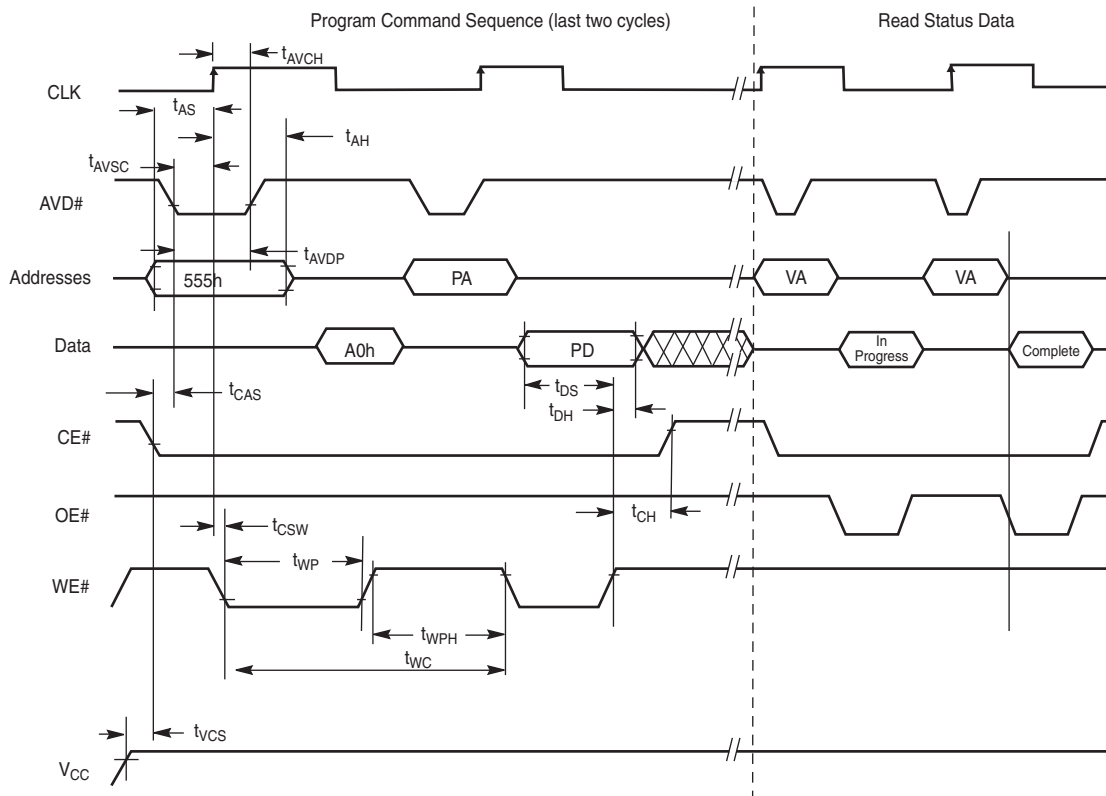 Program Command Sequence (last two cycles)
Read Status Data
tAVCH
CLK
tAS
tAH
tAVSC
AVD#
tAVDP
Addresses
555h
PA
VA
VA
Data
A0h
PD
In
Progress
Complete
tDS
tCAS
tDH
CE#
OE#
tCH
tCSW
tWP
WE#
tWPH
tWC
tVCS
VCC